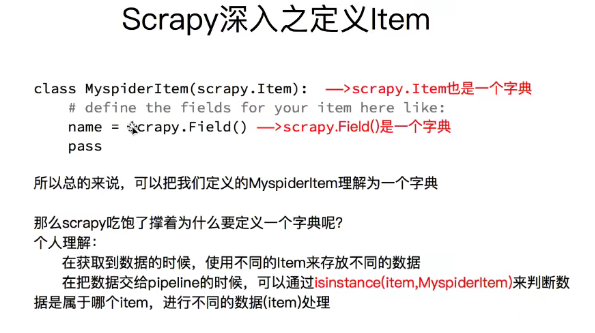 Scrapy深入之定义Item
class MyspiderItem(scrapy.Item): —>scrapy.Item也是一个字典
# define the fields for your item here like:
name = scrapy.Field() —>scrapy.Field()是一个字典
pass
所以总的来说，可以把我们定义的MyspiderItem理解为一个字典
那么scrapy吃饱了撑着为什么要定义一个字典呢?
个人理解：
在获取到数据的时候，使用不同的Item来存放不同的数据
在把数据交给pipeline的时候，可以通过isinstance(item,MyspiderItem)来判断数
据是属于哪个item，进行不同的数据(item)处理